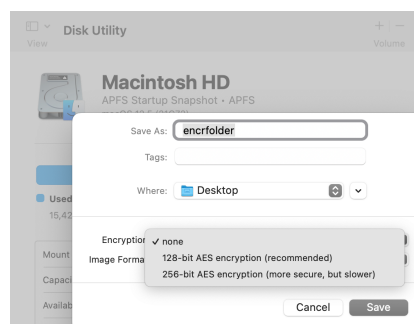 Disk Utility
View
Volume
Macintosh HD
APFS Startup Snapshot • APFS
Save As: encrfolder
Tags:
Where: Desktop
Used
15,42
Encryption
✓ none
128-bit AES encryption (recommended)
256-bit AES encryption (more secure, but slower)
Image Forma
Mount
Capaci
Availab
Cancel Save